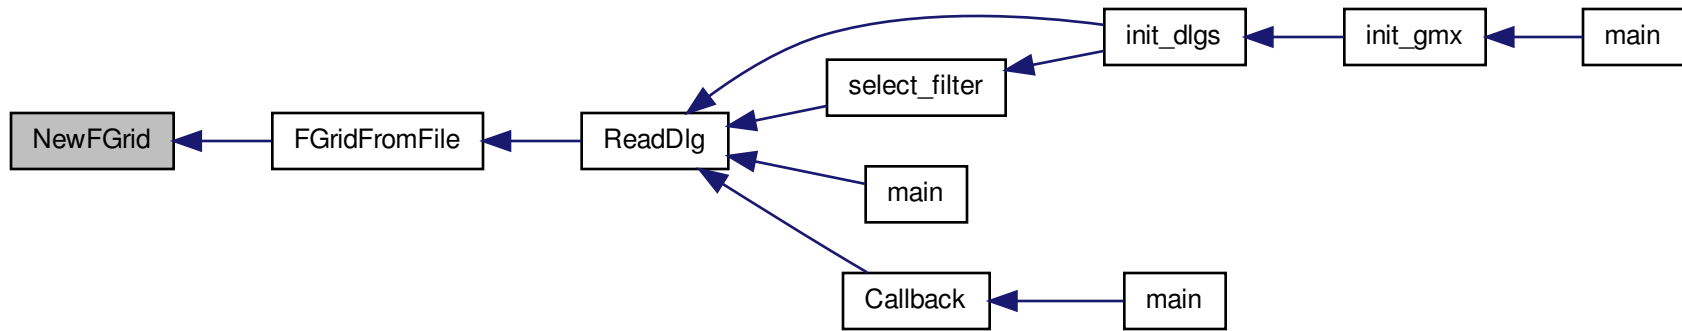 NewFGrid
FGridFromFile
ReadDlg
init_dlgs
select_filter
main
Callback
init_gmx
main
main